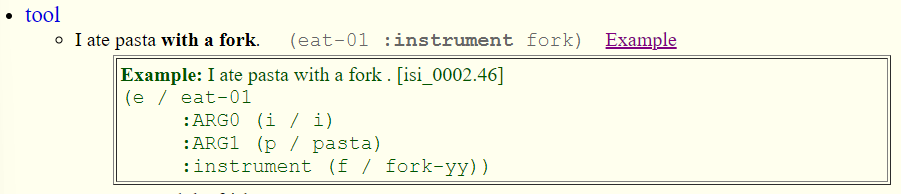 tool
I ate pasta with a fork. (eat-01 :instrument fork) Example
Example: I ate pasta with a fork . [isi_0002.46]
(e / eat-01
:ARG0 (i / i)
:ARG1 (p / pasta)
:instrument (f / fork-yy))